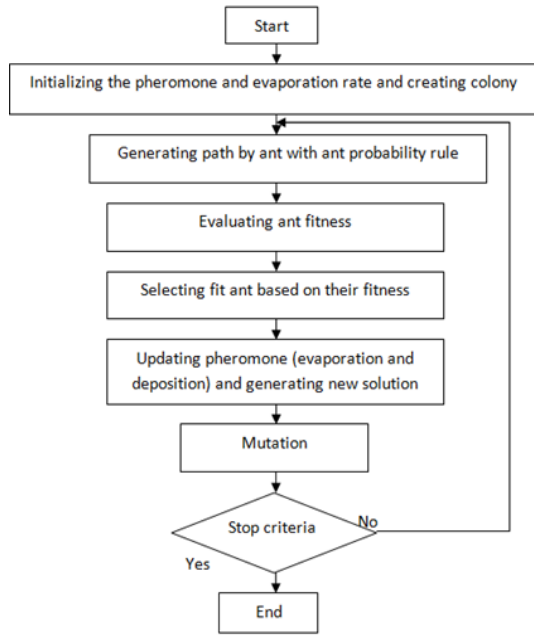 Start
Initializing the pheromone and evaporation rate and creating colony
Generating path by ant with ant probability rule
Evaluating ant fitness
Selecting fit ant based on their fitness
Updating pheromone (evaporation and
deposition) and generating new solution
Mutation
Stop criteria
No
Yes
End